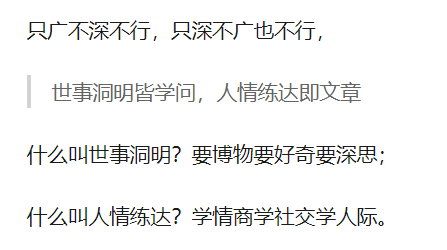 只广不深不行，只深不广也不行，
世事洞明皆学问，人情练达即文章
什么叫世事洞明？要博物要好奇要深思；
什么叫人情练达？学情商学社交学人际。